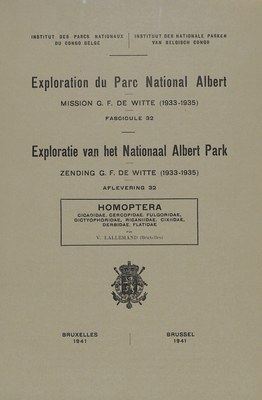 INSTITUT DES PARCS NATIONAUX
DU CONGO BELGE
INSTITUUT DER NATIONALE PARKEN
VAN BELGISCH CONGO
Exploration du Parc National Albert
MISSION G. F. DE WITTE (1933-1935)
FASCICULE 32
Exploratie van het Nationaal Albert Park
ZENDING G. F. DE WITTE (1933-1935)
AFLEVERING 32
HOMOPTERA
CICADIDAE, CERCOPIDAE, FULGORIDAE,
DICTYOPHORIDAE, RICANIIDAE, CIXIIDAE,
DERBIDAE, FLATIDAE
PAR
V. LALLEMAND (Bruxelles)
BRUXELLES
1941
BRUSSEL
1941